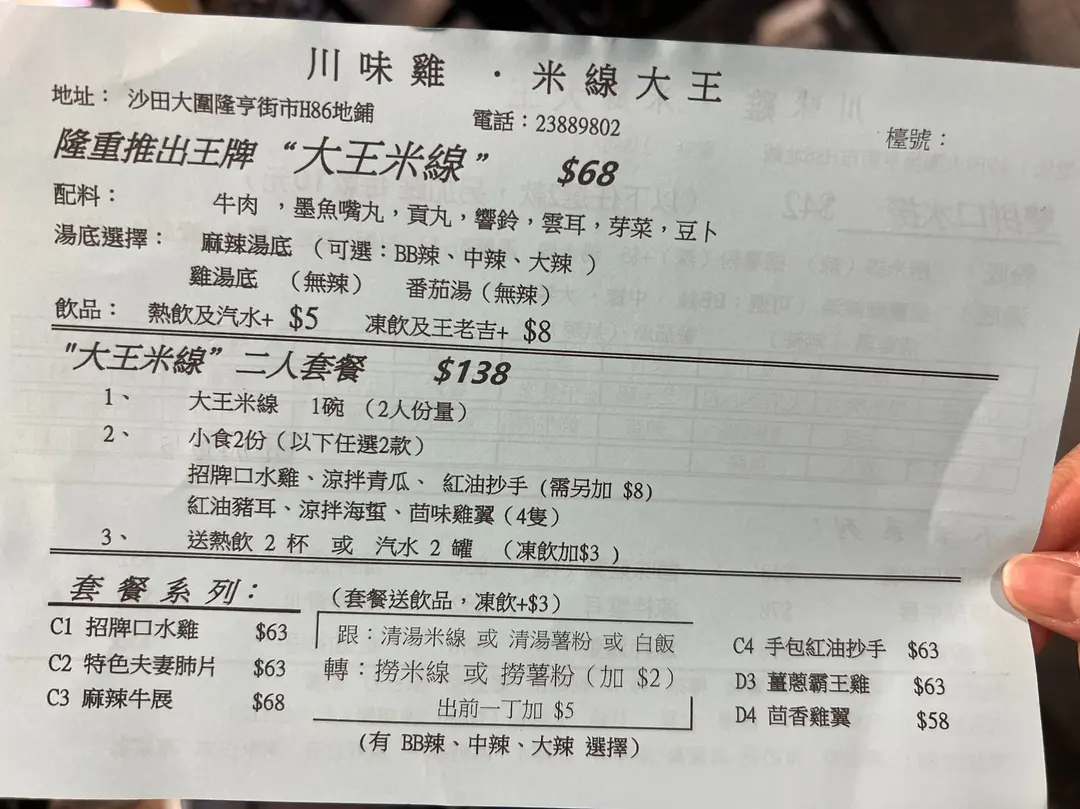 川味雞 · 米線大王
地址： 沙田大圍隆亨街市H86地鋪 電話：23889802 檯號：
隆重推出王牌 “大王米線” $68
配料： 牛肉 ，墨魚嘴丸，貢丸，響鈴，雲耳，芽菜，豆卜
湯底選擇： 麻辣湯底 （可選：BB辣、中辣、大辣 ）
雞湯底 （無辣） 番茄湯（無辣）
飲品： 熱飲及汽水+ $5 凍飲及王老吉+ $8
"大王米線” 二人套餐 $138
1、 大王米線 1碗 （2人份量）
2、 小食2份（以下任選2款）
招牌口水雞、涼拌青瓜、 紅油抄手 (需另加 $8)
紅油豬耳、涼拌海蜇、茴味雞翼（4隻）
3、 送熱飲 2 杯 或 汽水 2 罐 （凍飲加$3 ）
套餐系列： （套餐送飲品，凍飲+$3）
C1 招牌口水雞 $63
C2 特色夫妻肺片 $63
C3 麻辣牛展 $68
跟：清湯米線 或 清湯薯粉 或 白飯
轉：撈米線 或 撈薯粉（加 $2）
出前一丁加 $5
（有 BB辣、中辣、大辣 選擇）
C4 手包紅油抄手 $63
D3 薑蔥霸王雞 $63
D4 茴香雞翼 $58